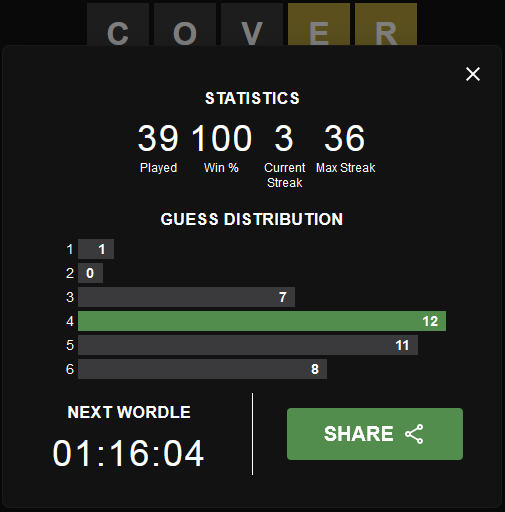 C O V E R
STATISTICS
39 100 3 36
Played Win % Current Streak Max Streak
GUESS DISTRIBUTION
1 1
2 0
3 7
4 12
5 11
6 8
NEXT WORDLE
01:16:04
SHARE